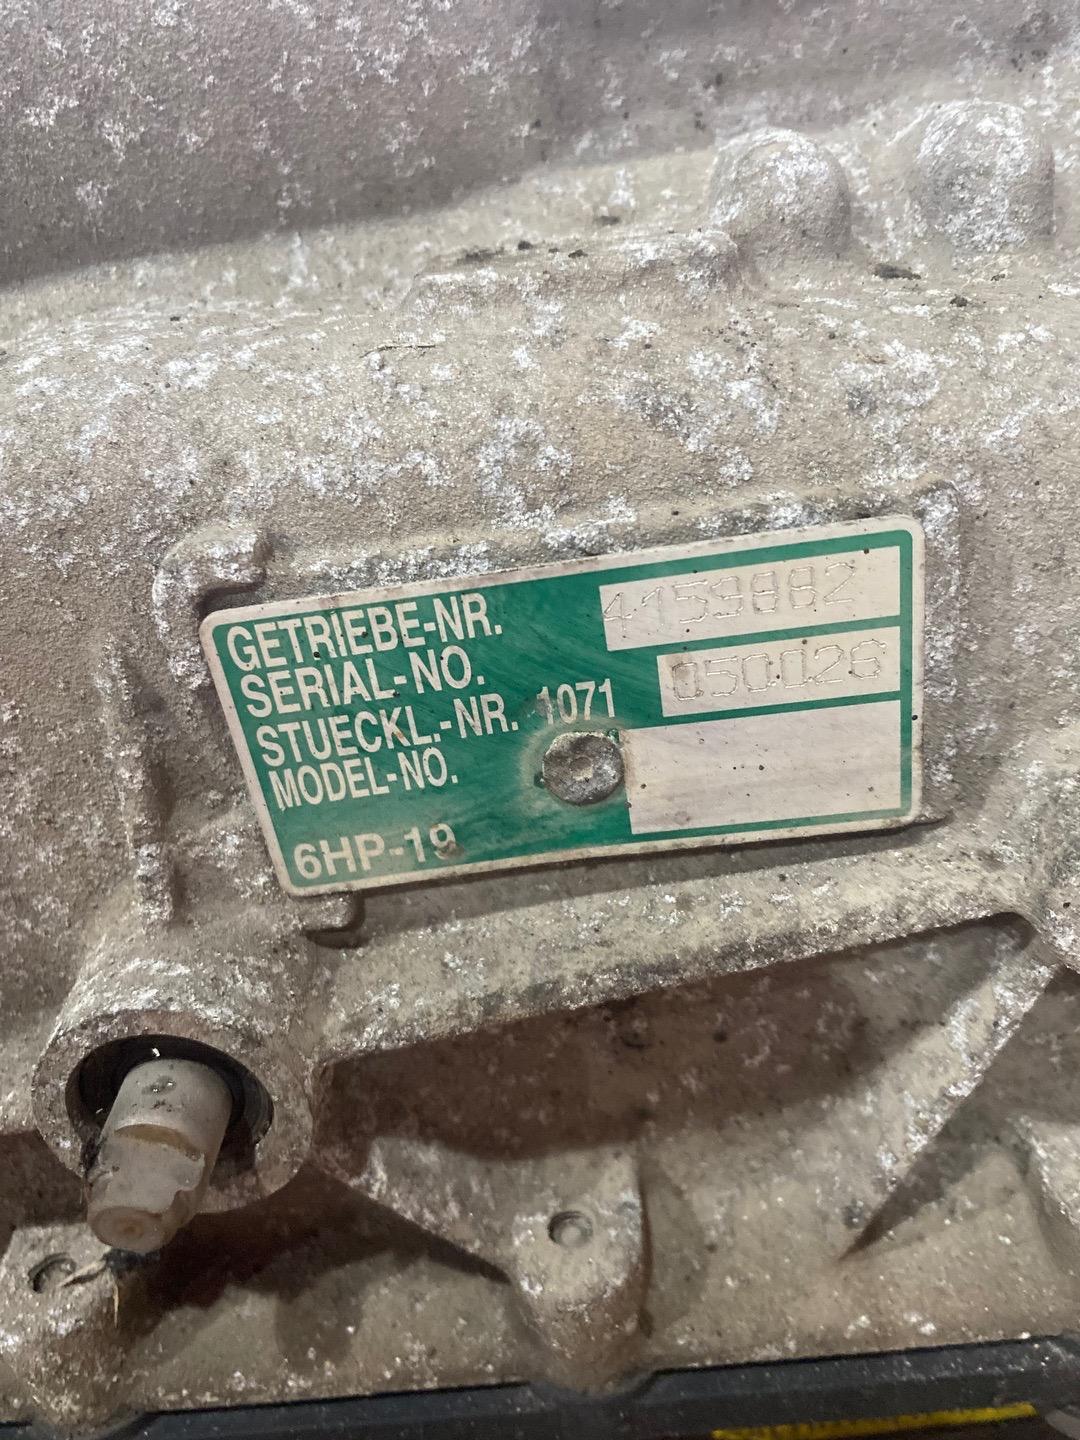 GETRIEBE-NR. 4159882
SERIAL-NO.
STUECKL.-NR. 1071 050026
MODEL-NO.
6HP-19